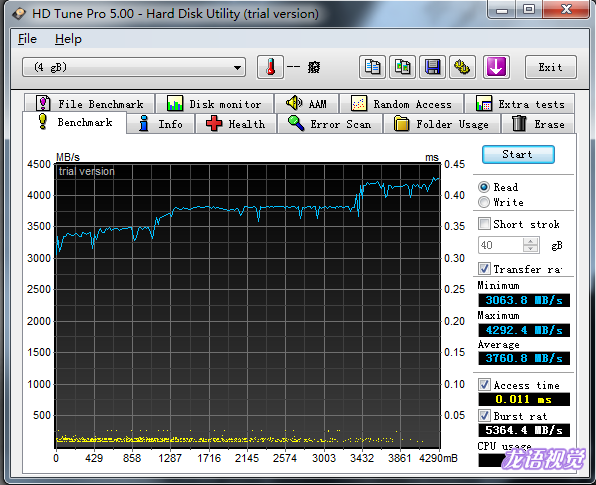 HD Tune Pro 5.00 - Hard Disk Utility (trial version)
File Help
(4 gB)
-- 癈
Exit
File Benchmark Disk monitor AAM Random Access Extra tests
Benchmark Info Health Error Scan Folder Usage Erase
MB/s ms
trial version
4500 0.45
4000 0.40
3500 0.35
3000 0.30
2500 0.25
2000 0.20
1500 0.15
1000 0.10
500 0.05
0 429 858 1287 1716 2145 2574 3003 3432 3861 4290mB
Start
Read
Write
Short strok
40 gB
Transfer ra
Minimum
3063.8 MB/s
Maximum
4292.4 MB/s
Average
3760.8 MB/s
Access time
0.011 ms
Burst rat
5364.4 MB/s
CPU usage
龙语视觉